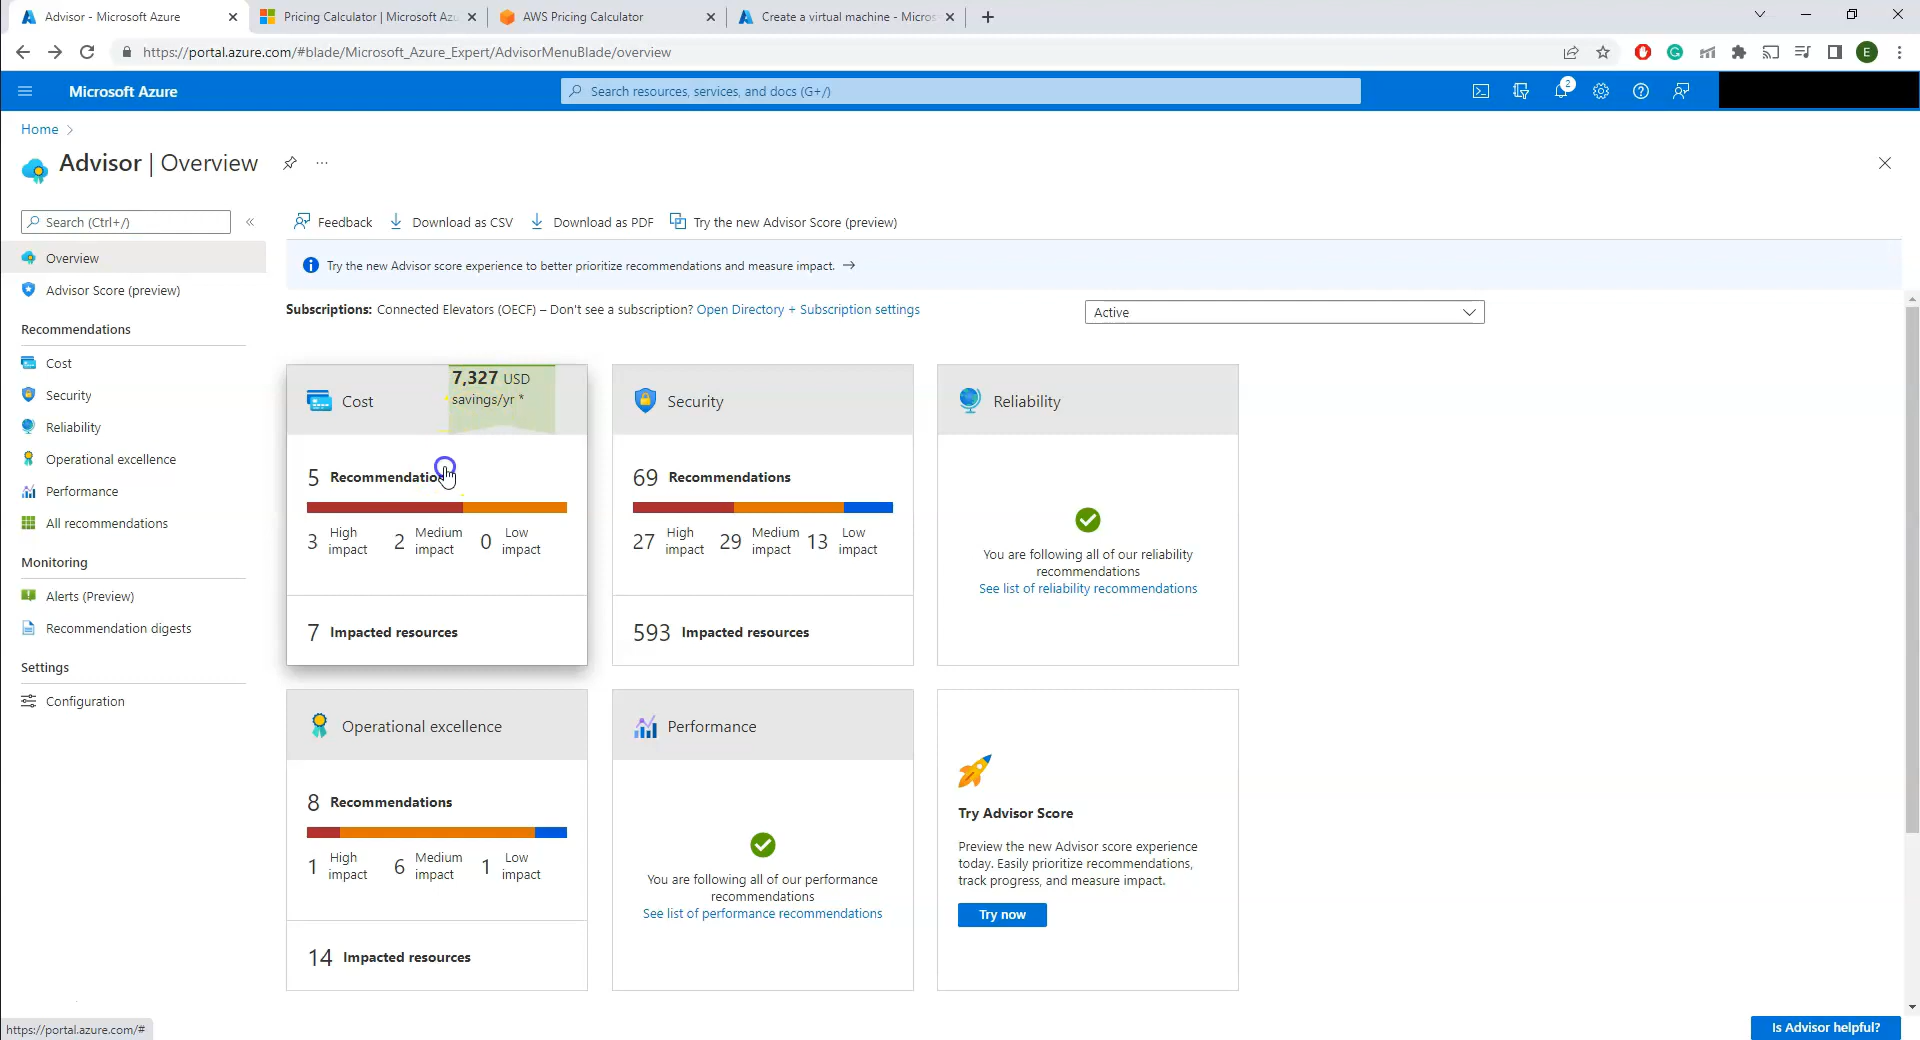 Advisor - Microsoft Azure
Pricing Calculator | Microsoft Azu
AWS Pricing Calculator
Create a virtual machine - Micros
https://portal.azure.com/#blade/Microsoft_Azure_Expert/AdvisorMenuBlade/overview
E
Microsoft Azure
Search resources, services, and docs (G+/)
2
Home
Advisor | Overview
Search (Ctrl+/)
Feedback
Download as CSV
Download as PDF
Try the new Advisor Score (preview)
Overview
Advisor Score (preview)
Recommendations
Cost
Security
Reliability
Operational excellence
Performance
All recommendations
Monitoring
Alerts (Preview)
Recommendation digests
Settings
Configuration
Try the new Advisor score experience to better prioritize recommendations and measure impact. →
Subscriptions: Connected Elevators (OECF) – Don't see a subscription? Open Directory + Subscription settings
Active
Cost
7,327 USD
savings/yr *
5 Recommendation
3 High impact
2 Medium impact
0 Low impact
7 Impacted resources
Security
69 Recommendations
27 High impact
29 Medium impact
13 Low impact
593 Impacted resources
Reliability
You are following all of our reliability
recommendations
See list of reliability recommendations
Operational excellence
8 Recommendations
1 High impact
6 Medium impact
1 Low impact
14 Impacted resources
Performance
You are following all of our performance
recommendations
See list of performance recommendations
Try Advisor Score
Preview the new Advisor score experience
today. Easily prioritize recommendations,
track progress, and measure impact.
Try now
https://portal.azure.com/#
Is Advisor helpful?